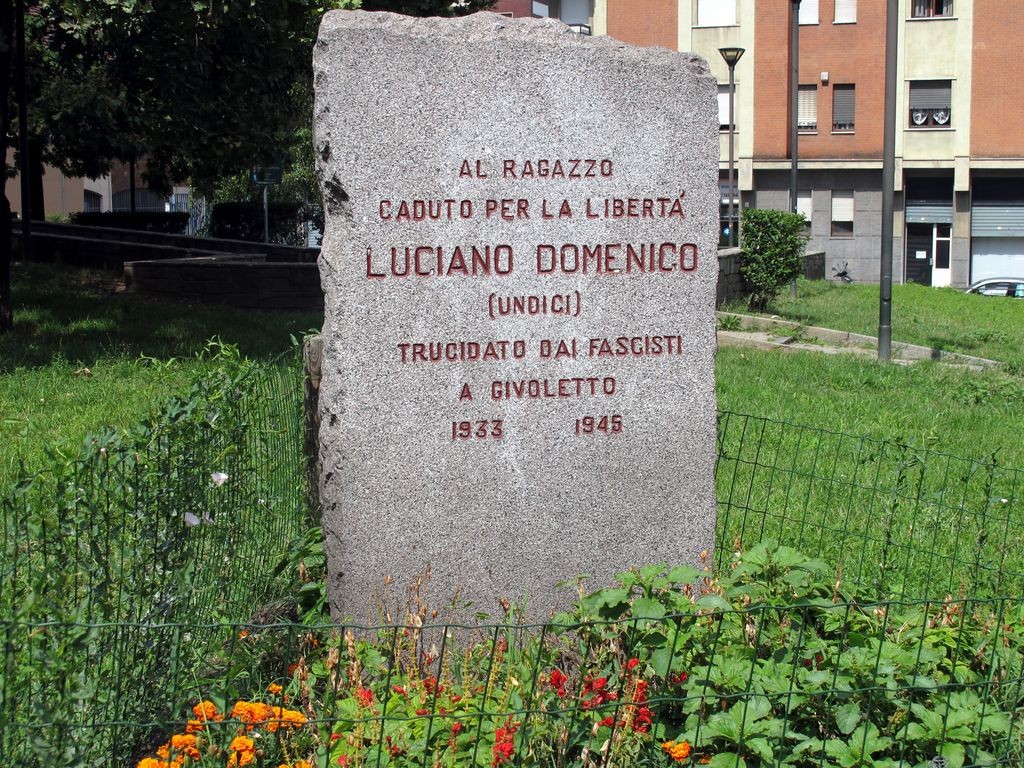 AL RAGAZZO
CADUTO PER LA LIBERTÁ
LUCIANO DOMENICO
(UNDICI)
TRUCIDATO DAI FASCISTI
A GIVOLETTO
1933 1945